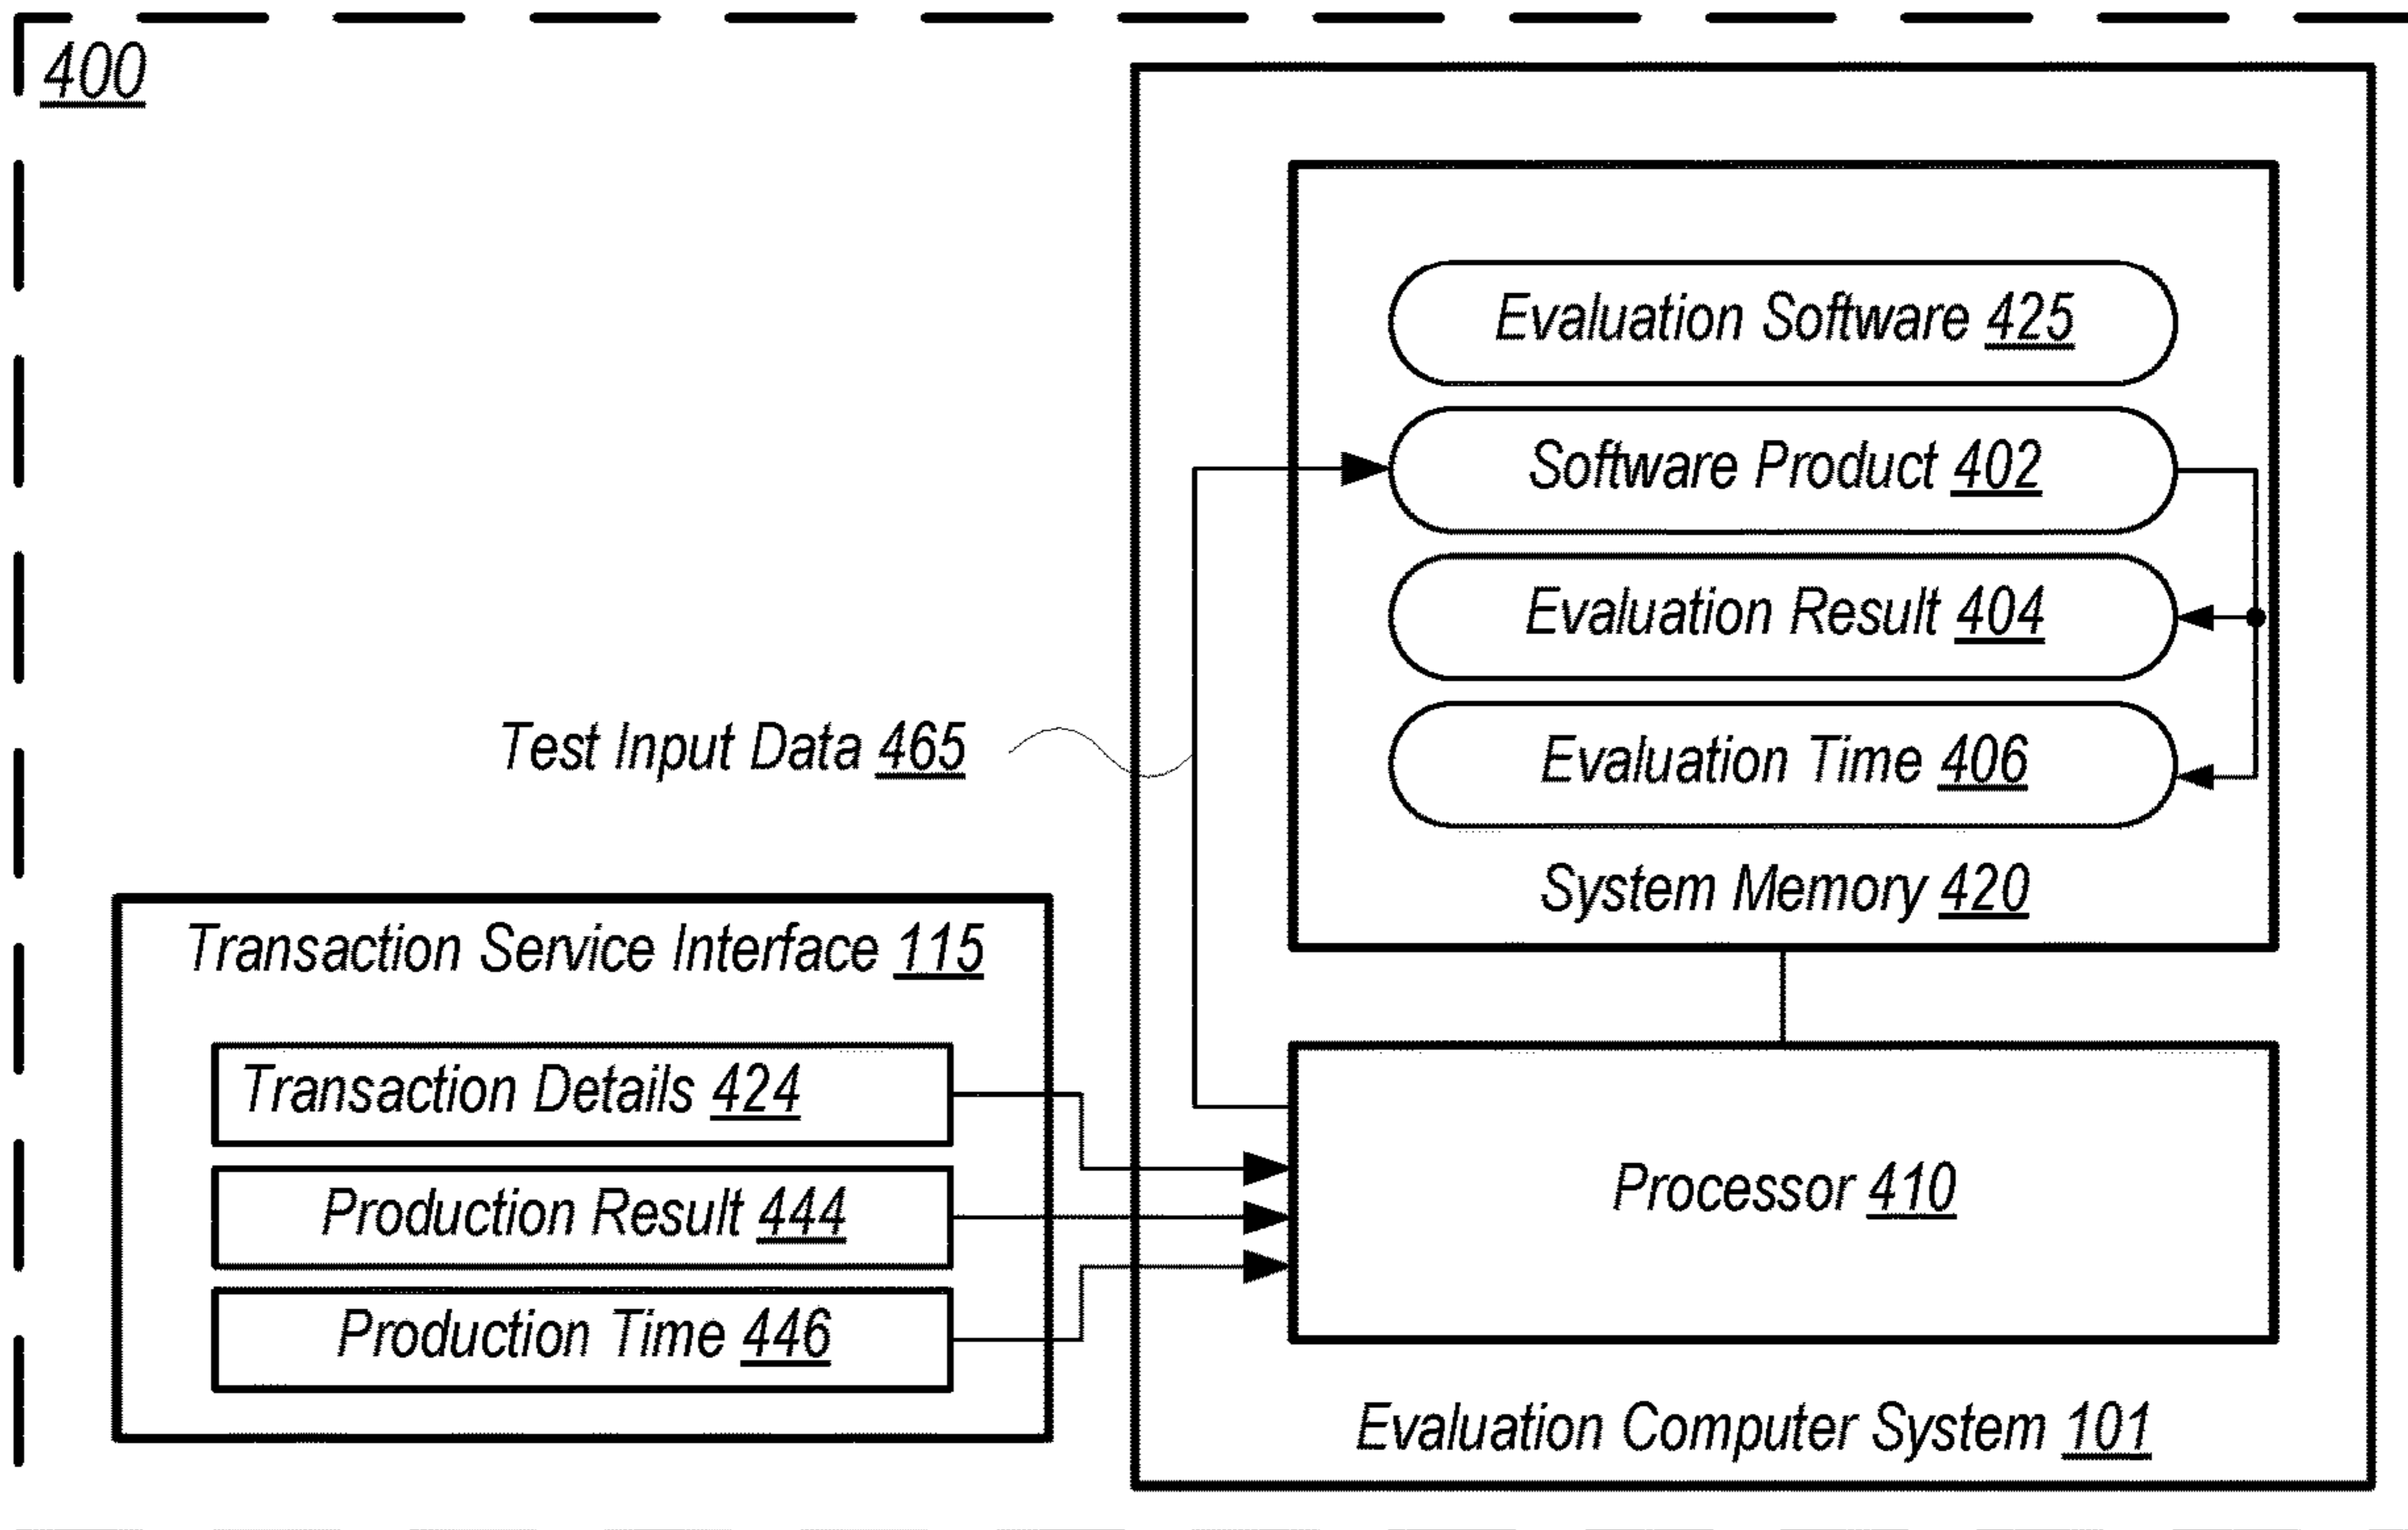 400
Evaluation Software 425
Software Product 402
Evaluation Result 404
Test Input Data 465
Evaluation Time 406
System Memory 420
Transaction Service Interface 115
Transaction Details 424
Production Result 444
Production Time 446
Processor 410
Evaluation Computer System 101